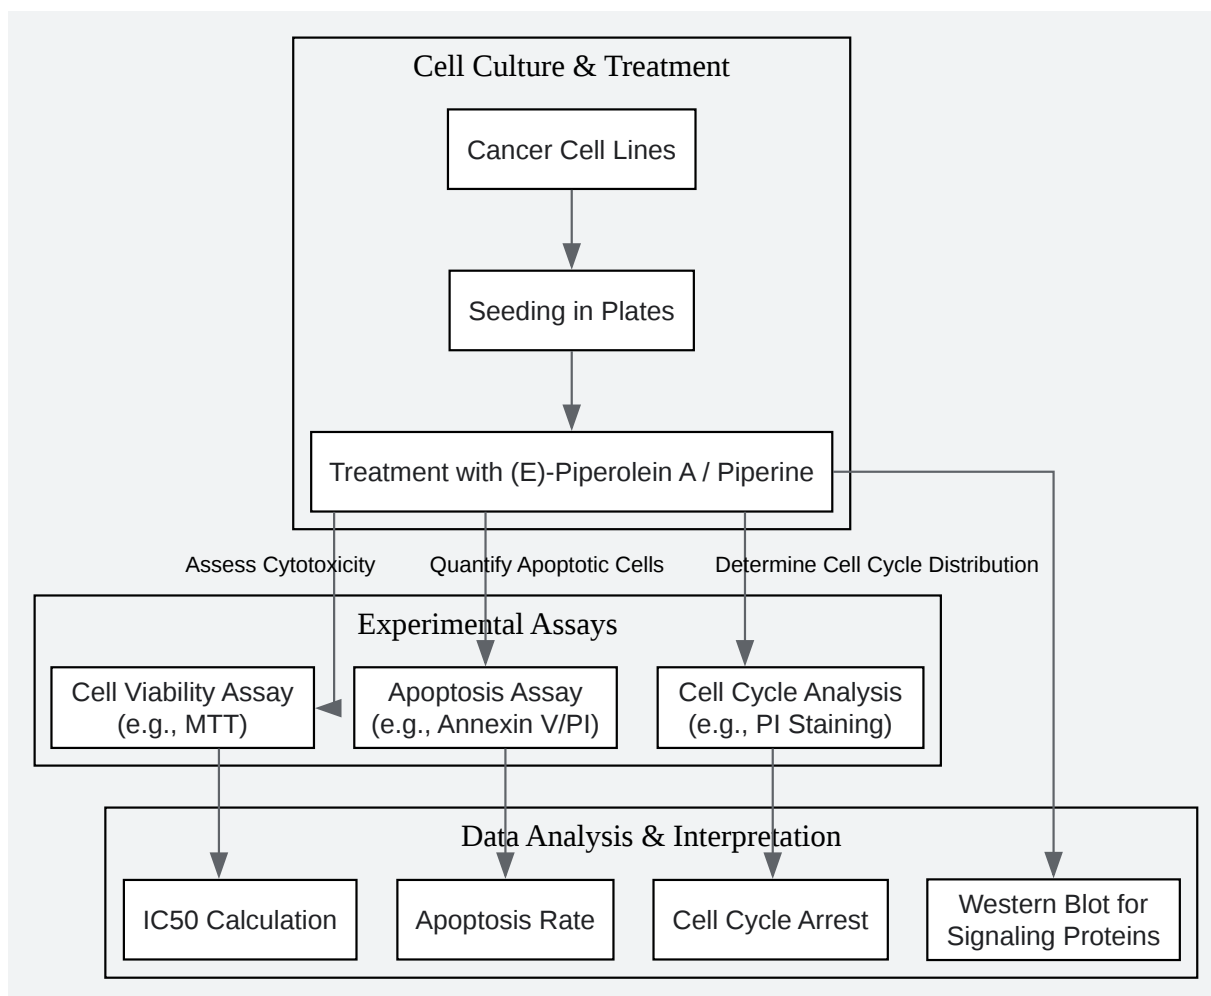 Cell Culture & Treatment
Cancer Cell Lines
Seeding in Plates
Treatment with (E)-Piperolein A / Piperine
Assess Cytotoxicity
Quantify Apoptotic Cells
Determine Cell Cycle Distribution
Experimental Assays
Cell Viability Assay
(e.g., MTT)
Apoptosis Assay
(e.g., Annexin V/PI)
Cell Cycle Analysis
(e.g., PI Staining)
Data Analysis & Interpretation
IC50 Calculation
Apoptosis Rate
Cell Cycle Arrest
Western Blot for
Signaling Proteins